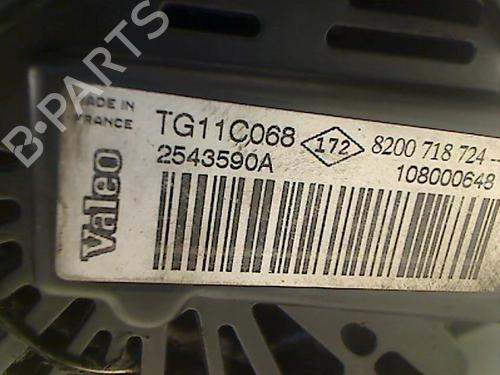 B-PARTS
MADE IN
FRANCE
Valeo
TG11C068
172
8200 718 724
2543590A
108000648